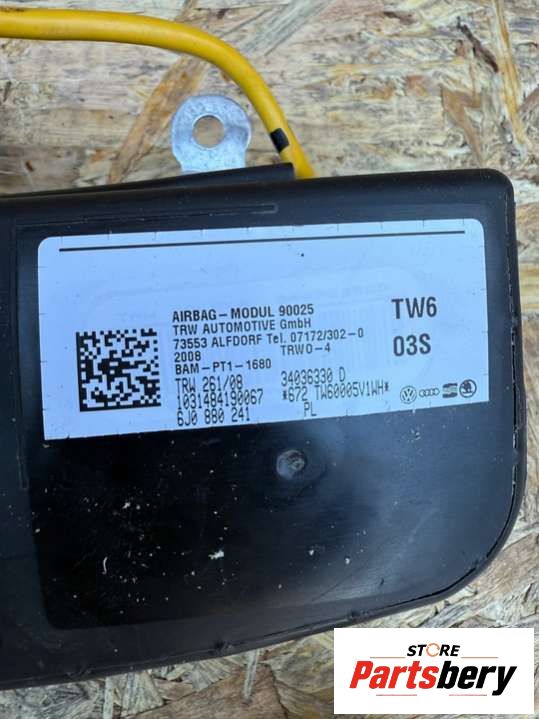 AIRBAG-MODUL 90025
TRW AUTOMOTIVE GmbH
73553 ALFDORF Tel. 07172/302-0
2008 TRWO-4
BAM-PT1-1680
TRW 261/08 34036330 D
1031484190067 *672 TW60005V1WH*
6J0 880 241 PL
TW6
03S
STORE
Partsbery